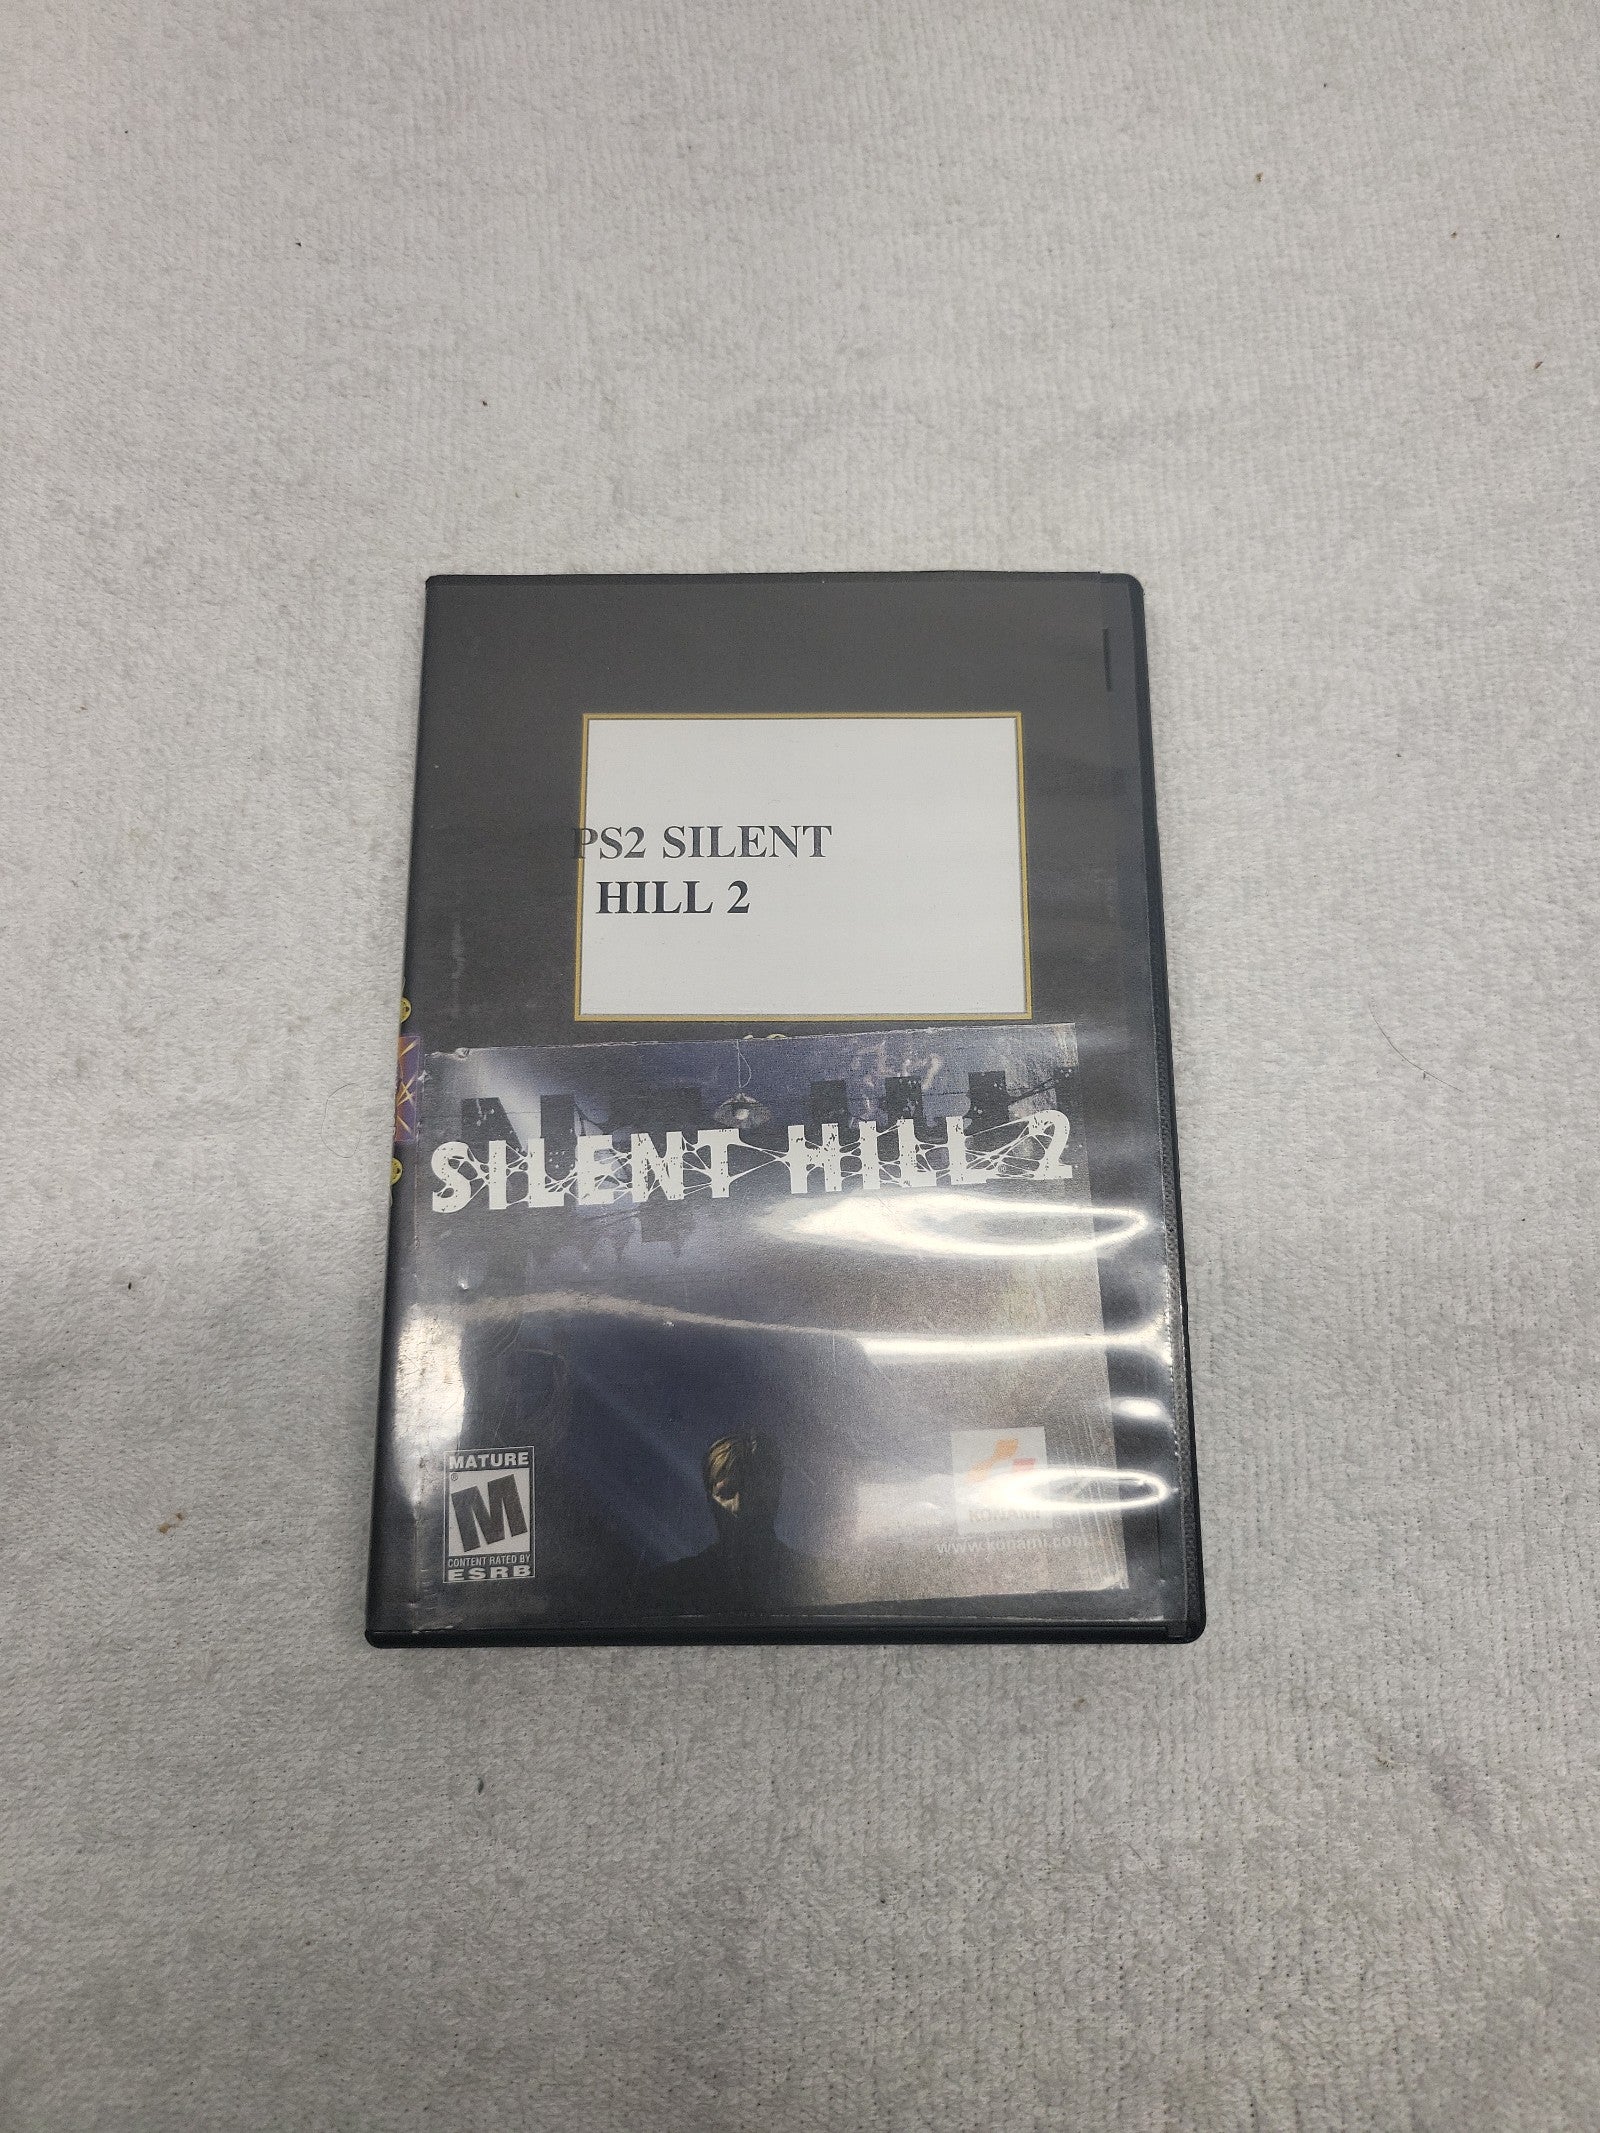 PS2 SILENT
HILL 2
SILENT HILL 2
MATURE
M
®
CONTENT RATED BY
ESRB
KONAMI
www.konami.com